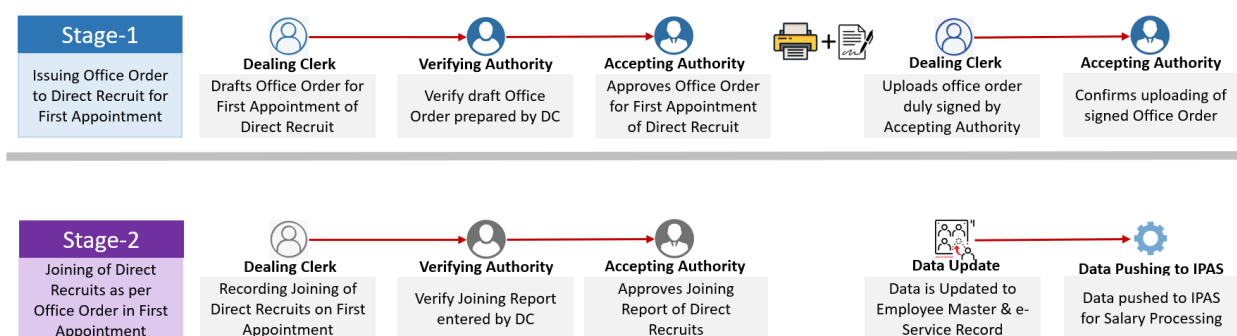 Stage-1
Issuing Office Order
to Direct Recruit for
First Appointment
Dealing Clerk
Drafts Office Order for
First Appointment of
Direct Recruit
Verifying Authority
Verify draft Office
Order prepared by DC
Accepting Authority
Approves Office Order
for First Appointment
of Direct Recruit
+
Dealing Clerk
Uploads office order
duly signed by
Accepting Authority
Accepting Authority
Confirms uploading of
signed Office Order
Stage-2
Joining of Direct
Recruits as per
Office Order in First
Appointment
Dealing Clerk
Recording Joining of
Direct Recruits on First
Appointment
Verifying Authority
Verify Joining Report
entered by DC
Accepting Authority
Approves Joining
Report of Direct
Recruits
Data Update
Data is Updated to
Employee Master & e-
Service Record
Data Pushing to IPAS
Data pushed to IPAS
for Salary Processing